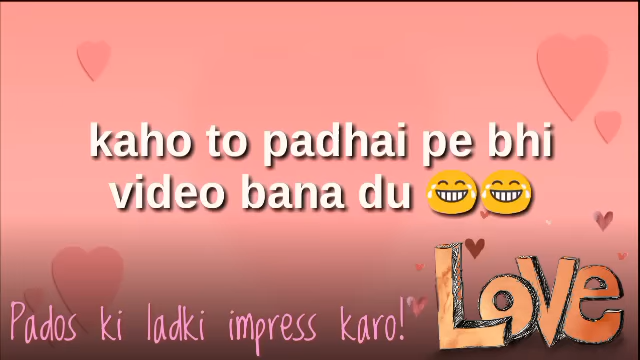 kaho to padhai pe bhi
video bana du 😂😂
Pados ki ladki impress karo!
Love